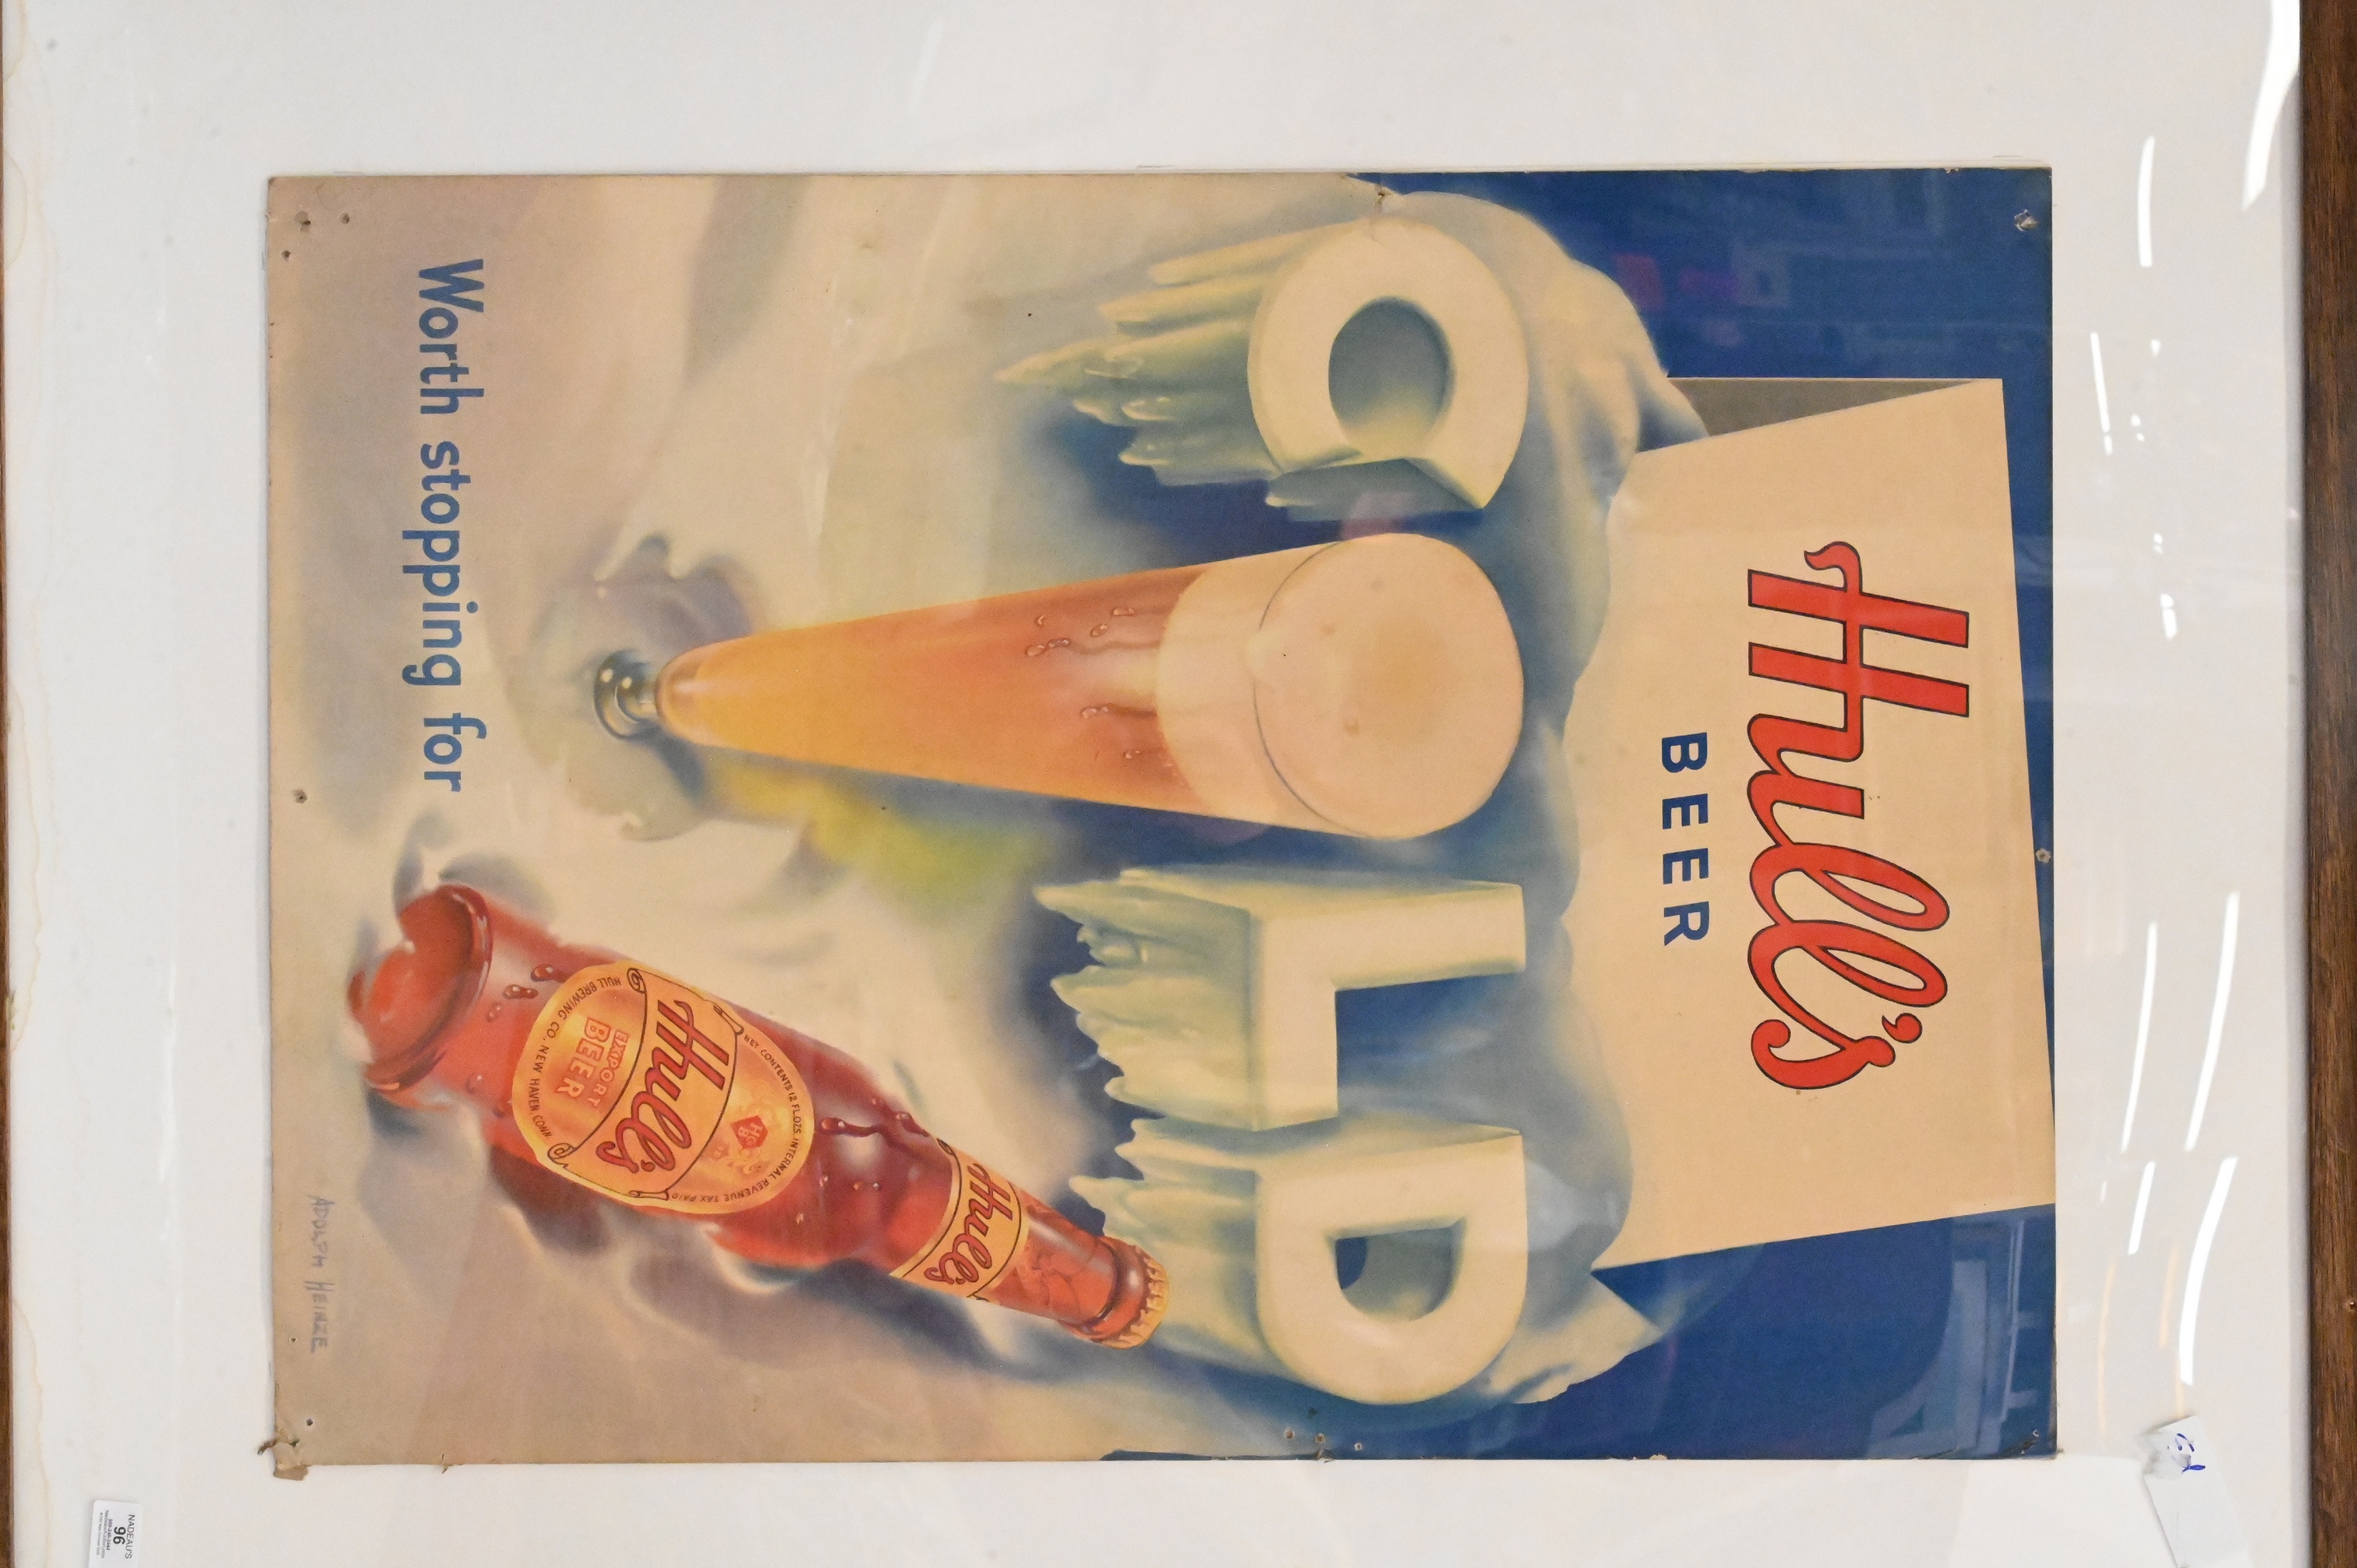 Hull's
BEER
COLD
Worth stopping for
Hull's
NET CONTENTS 12 FL.OZS. INTERNAL REVENUE TAX PAID
Hull's
EXPORT
BEER
HULL BREWING CO. NEW HAVEN CONN
ADOLPH HEINZE
NADEAU'S
96